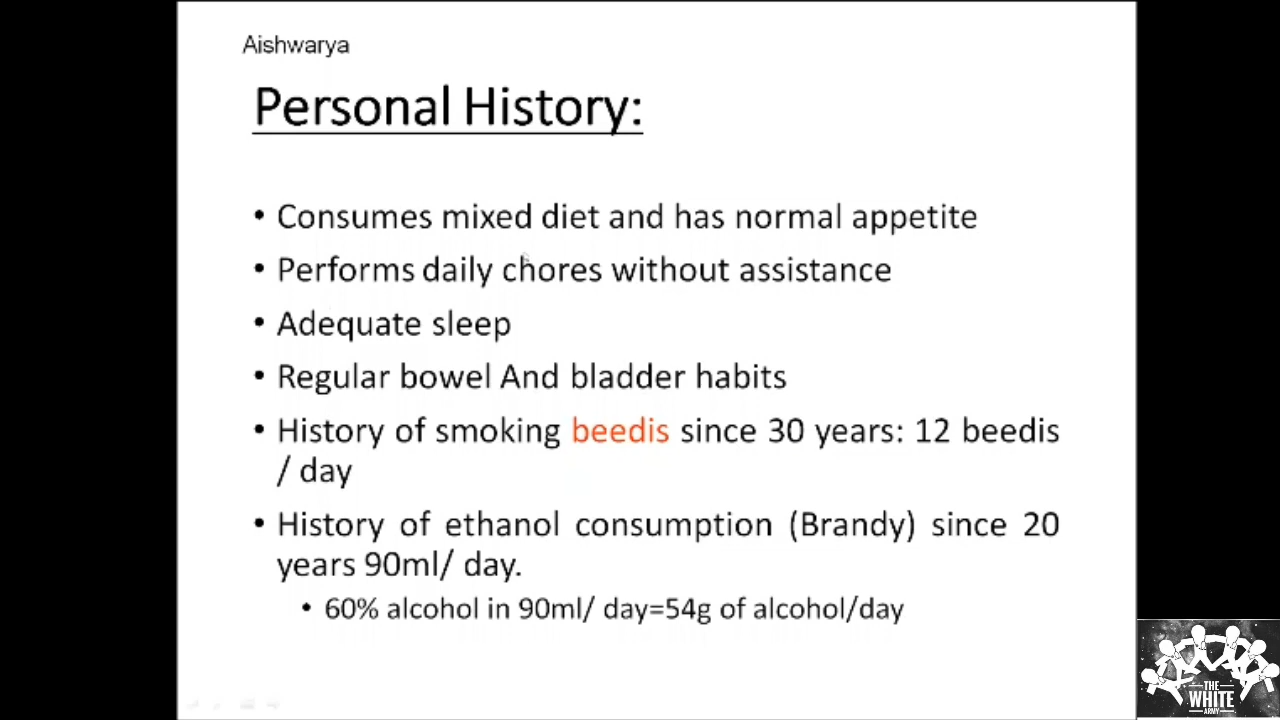 Aishwarya
Personal History:
• Consumes mixed diet and has normal appetite
• Performs daily chores without assistance
• Adequate sleep
• Regular bowel And bladder habits
• History of smoking beedis since 30 years: 12 beedis
/ day
• History of ethanol consumption (Brandy) since 20
years 90ml/ day.
• 60% alcohol in 90ml/ day=54g of alcohol/day
THE
WHITE
ARMY